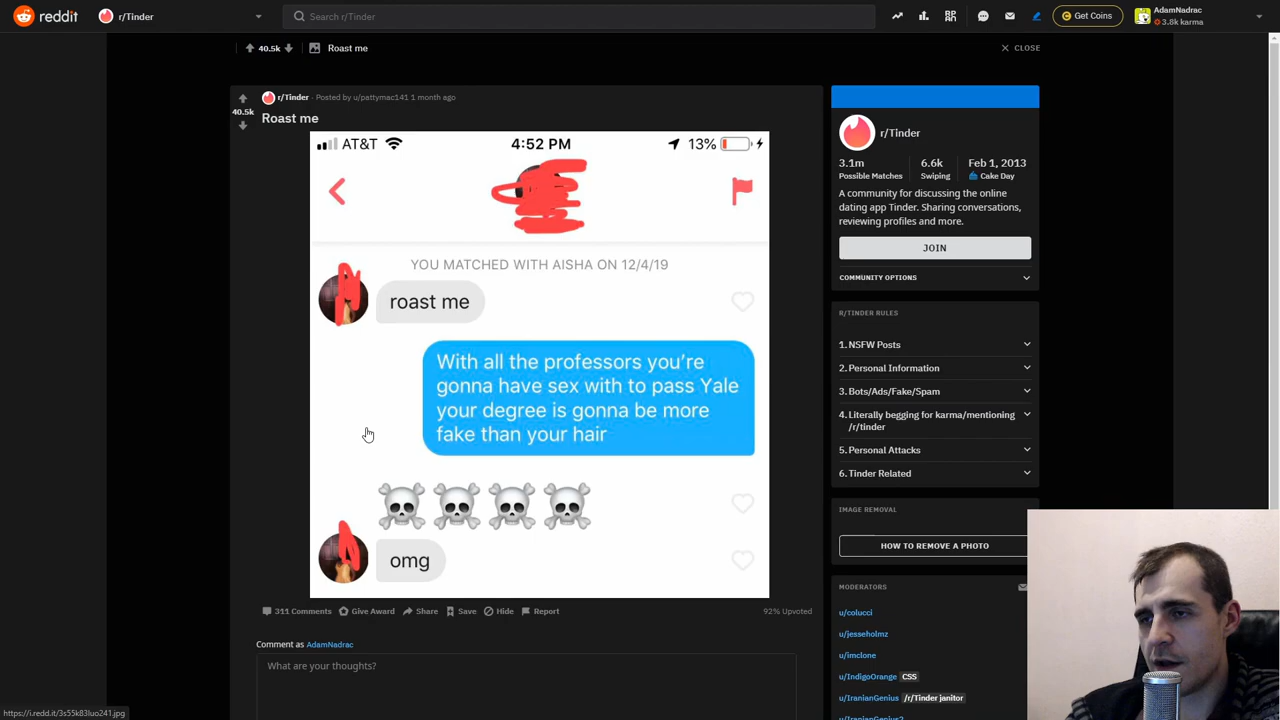 reddit
r/Tinder
Search r/Tinder
Get Coins
AdamNadrac
3.8k karma
40.5k
Roast me
CLOSE
40.5k
r/Tinder · Posted by u/pattymac141 1 month ago
Roast me
AT&T
4:52 PM
13%
YOU MATCHED WITH AISHA ON 12/4/19
roast me
With all the professors you're
gonna have sex with to pass Yale
your degree is gonna be more
fake than your hair
omg
311 Comments
Give Award
Share
Save
Hide
Report
92% Upvoted
Comment as AdamNadrac
What are your thoughts?
r/Tinder
3.1m
Possible Matches
6.6k
Swiping
Feb 1, 2013
Cake Day
A community for discussing the online
dating app Tinder. Sharing conversations,
reviewing profiles and more.
JOIN
COMMUNITY OPTIONS
R/TINDER RULES
1. NSFW Posts
2. Personal Information
3. Bots/Ads/Fake/Spam
4. Literally begging for karma/mentioning
/r/tinder
5. Personal Attacks
6. Tinder Related
IMAGE REMOVAL
HOW TO REMOVE A PHOTO
MODERATORS
u/colucci
u/jesseholmz
u/imclone
u/IndigoOrange CSS
u/IranianGenius /r/Tinder janitor
u/IranianGenius2
https://i.redd.it/3s55k83luo241.jpg